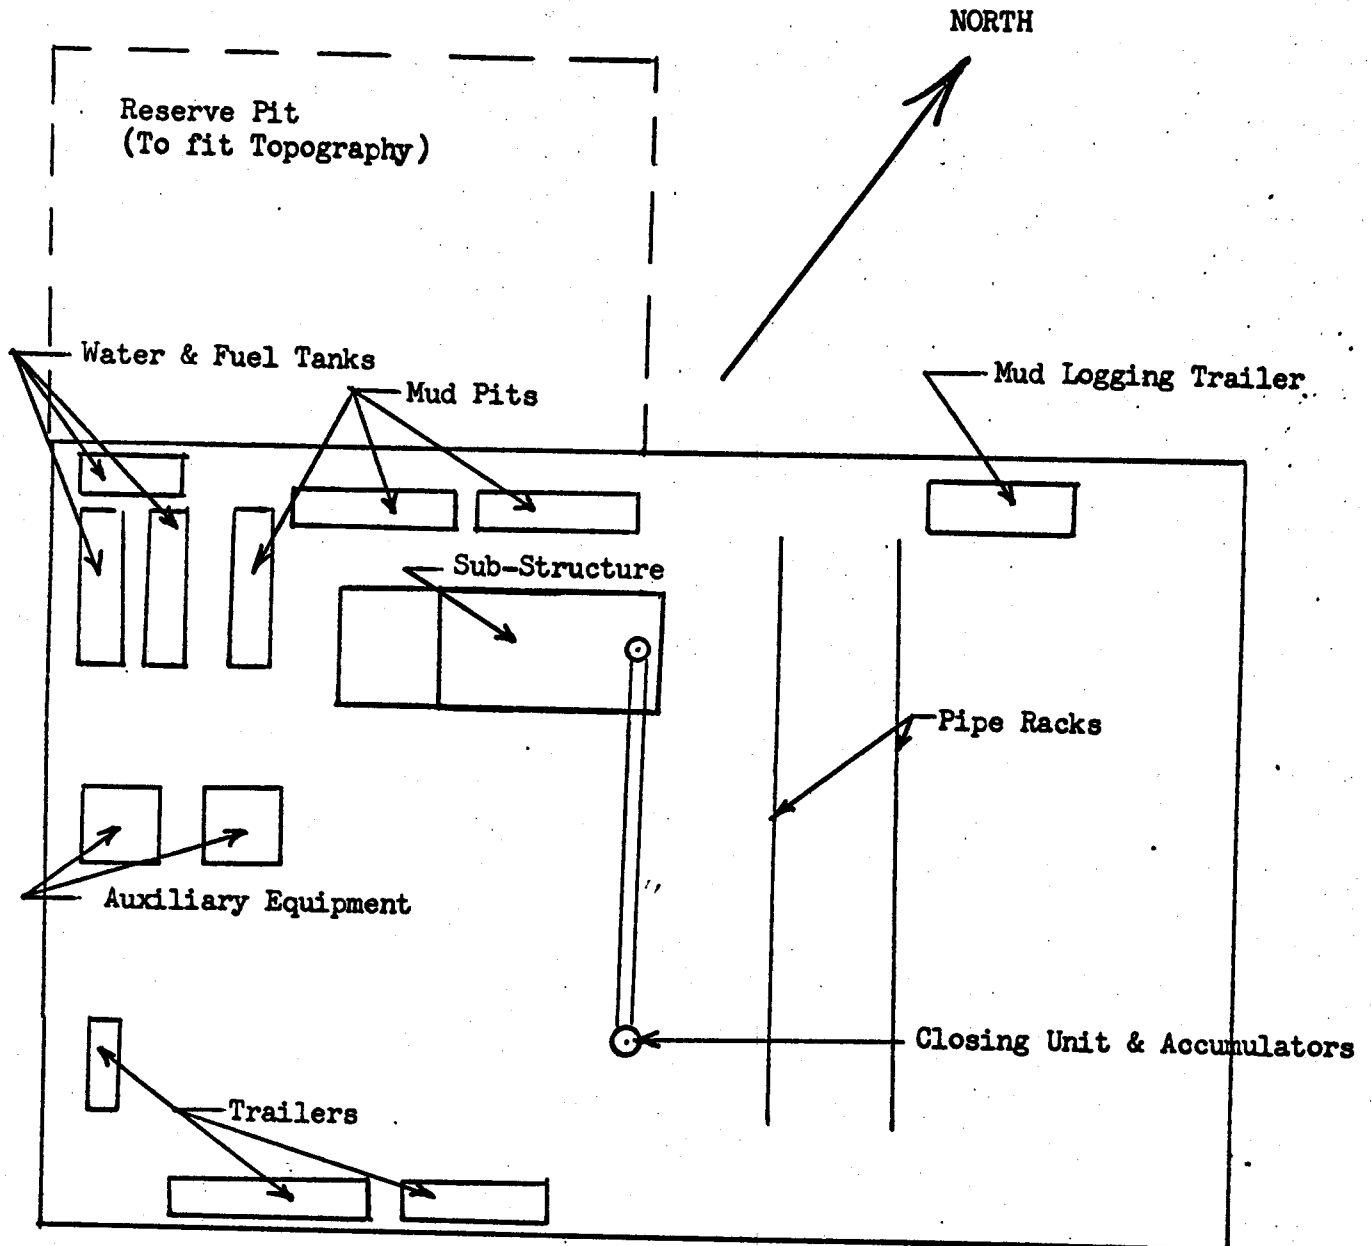 NORTH
Reserve Pit
(To fit Topography)
Water & Fuel Tanks
Mud Pits
Mud Logging Trailer
Sub-Structure
Pipe Racks
Auxiliary Equipment
Closing Unit & Accumulators
Trailers